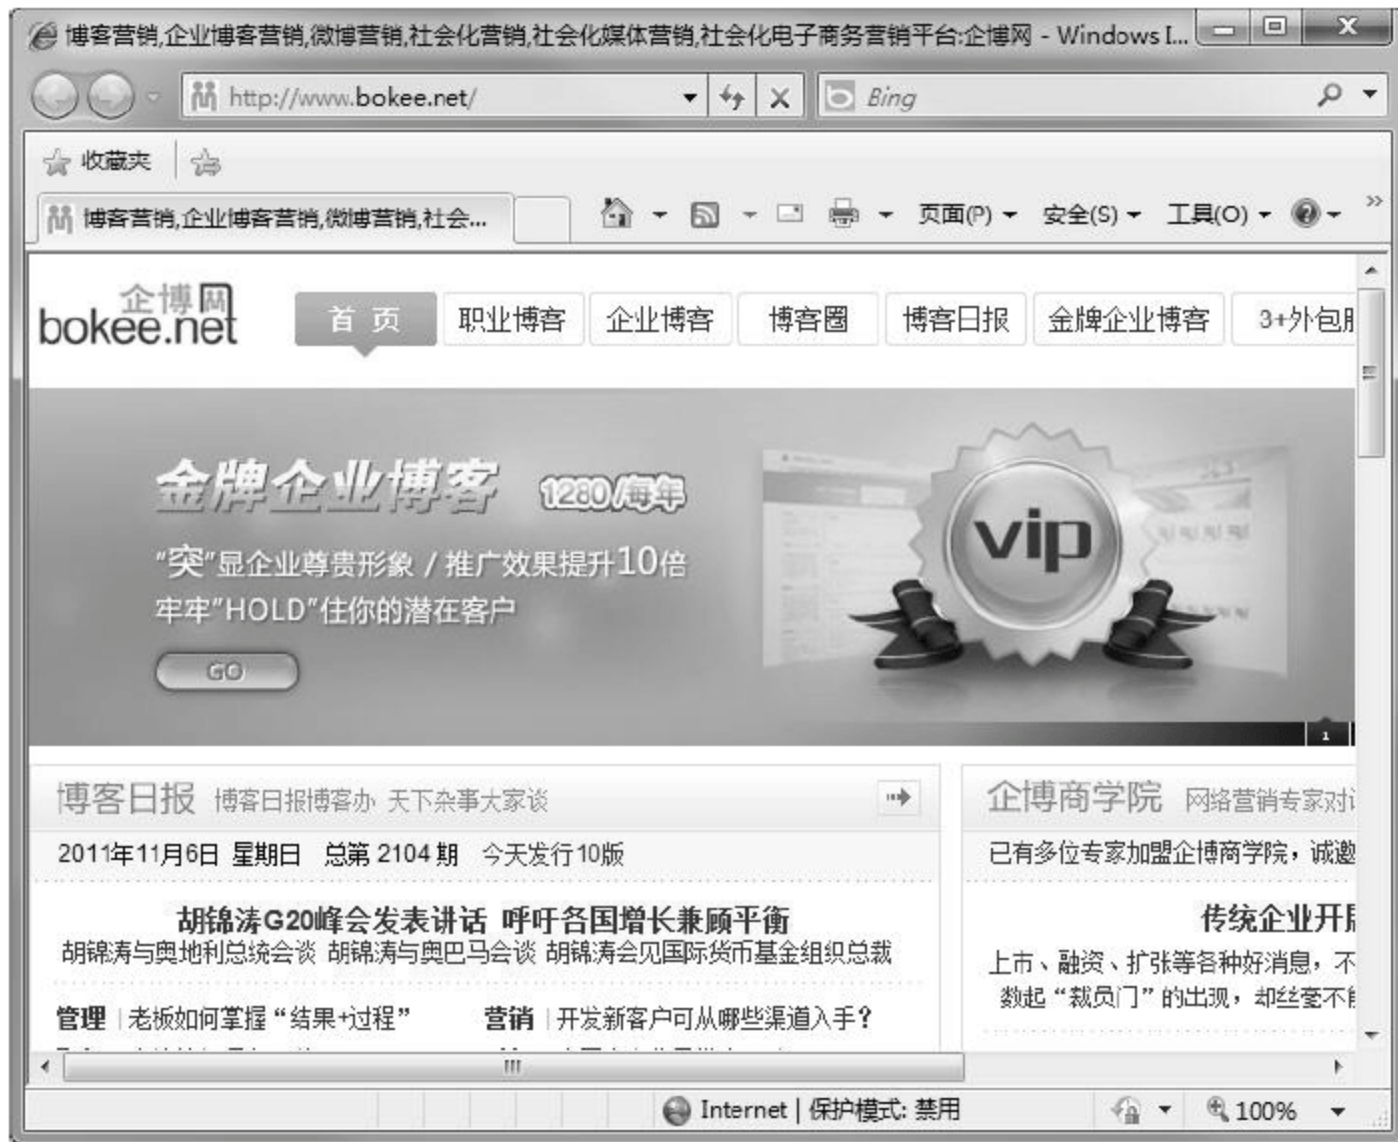 博客营销,企业博客营销,微博营销,社会化营销,社会化媒体营销,社会化电子商务营销平台:企博网 - Windows I...
http://www.bokee.net/ Bing
收藏夹
博客营销,企业博客营销,微博营销,社会... 页面(P) 安全(S) 工具(O)
企博网
bokee.net
首 页 职业博客 企业博客 博客圈 博客日报 金牌企业博客 3+外包
金牌企业博客 1280/每年
vip
“突”显企业尊贵形象 / 推广效果提升10倍
牢牢"HOLD"住你的潜在客户
GO
1
博客日报 博客日报博客办 天下杂事大家谈
2011年11月6日 星期日 总第 2104 期 今天发行10版
胡锦涛G20峰会发表讲话 呼吁各国增长兼顾平衡
胡锦涛与奥地利总统会谈 胡锦涛与奥巴马会谈 胡锦涛会见国际货币基金组织总裁
管理 | 老板如何掌握“结果+过程” 营销 | 开发新客户可从哪些渠道入手?
企博商学院 网络营销专家对
已有多位专家加盟企博商学院，诚邀
传统企业开
上市、融资、扩张等各种好消息，不
数起“裁员门”的出现，却丝毫不
Internet | 保护模式: 禁用 100%